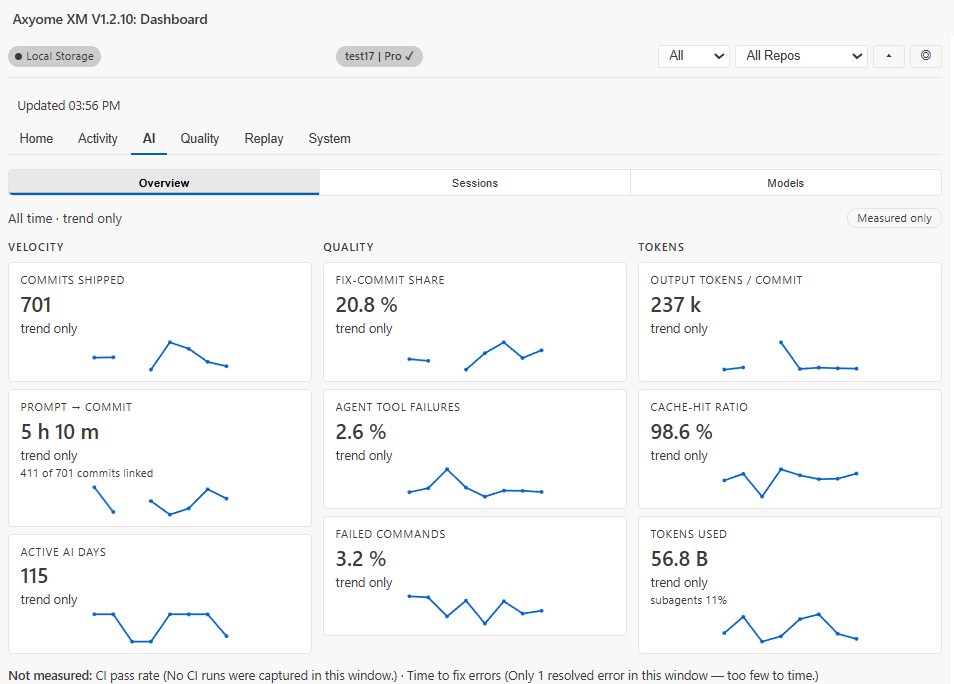 Axyome XM V1.2.10: Dashboard
Local Storage
test17 | Pro ✓
All
All Repos
Updated 03:56 PM
Home Activity AI Quality Replay System
Overview Sessions Models
All time · trend only
Measured only
VELOCITY
COMMITS SHIPPED
701
trend only
PROMPT → COMMIT
5 h 10 m
trend only
411 of 701 commits linked
ACTIVE AI DAYS
115
trend only
QUALITY
FIX-COMMIT SHARE
20.8 %
trend only
AGENT TOOL FAILURES
2.6 %
trend only
FAILED COMMANDS
3.2 %
trend only
TOKENS
OUTPUT TOKENS / COMMIT
237 k
trend only
CACHE-HIT RATIO
98.6 %
trend only
TOKENS USED
56.8 B
trend only
subagents 11%
Not measured: CI pass rate (No CI runs were captured in this window.) · Time to fix errors (Only 1 resolved error in this window — too few to time.)